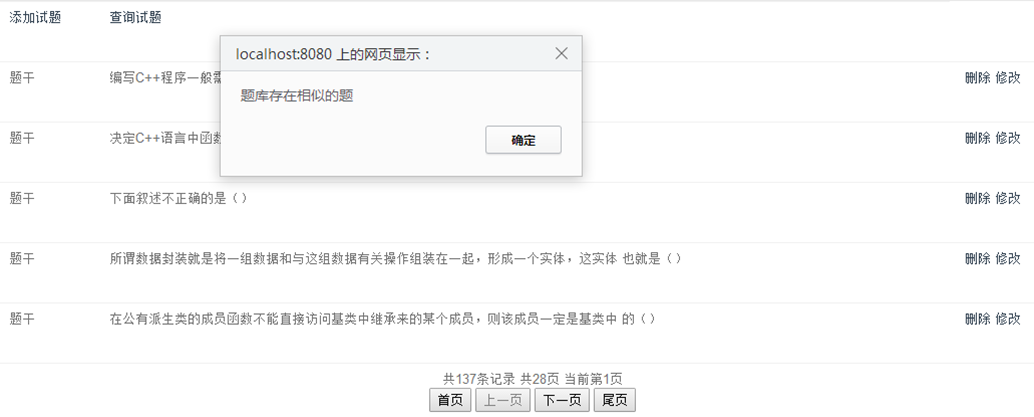 添加试题 查询试题
localhost:8080 上的网页显示：
题库存在相似的题
确定
题干 编写C++程序一般需 删除 修改
题干 决定C++语言中函数 删除 修改
题干 下面叙述不正确的是（ ） 删除 修改
题干 所谓数据封装就是将一组数据和与这组数据有关操作组装在一起，形成一个实体，这实体 也就是（ ） 删除 修改
题干 在公有派生类的成员函数不能直接访问基类中继承来的某个成员，则该成员一定是基类中 的（ ） 删除 修改
共137条记录 共28页 当前第1页
首页 上一页 下一页 尾页